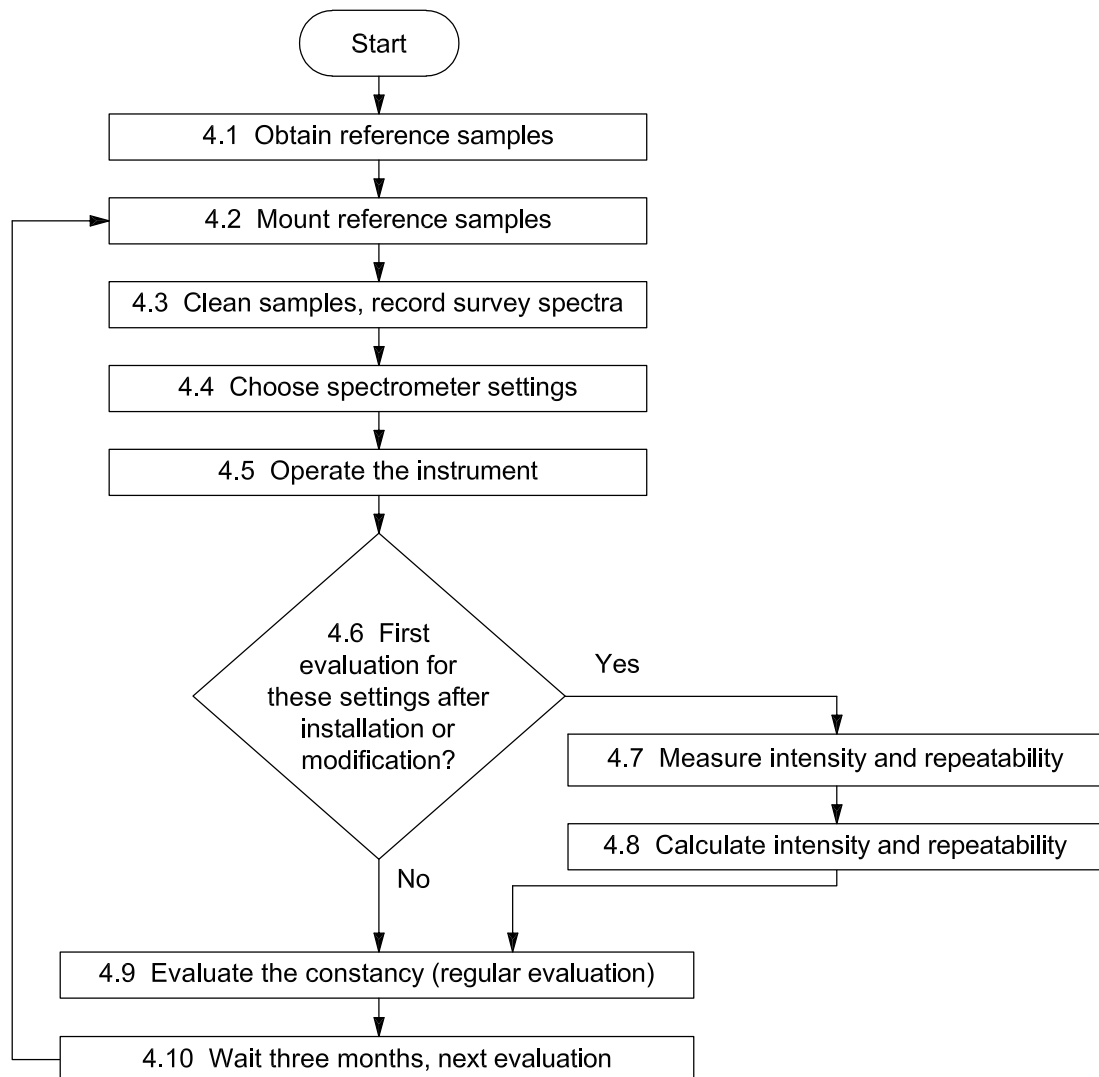 Start
4.1 Obtain reference samples
4.2 Mount reference samples
4.3 Clean samples, record survey spectra
4.4 Choose spectrometer settings
4.5 Operate the instrument
4.6 First
evaluation for
these settings after
installation or
modification?
Yes
4.7 Measure intensity and repeatability
4.8 Calculate intensity and repeatability
No
4.9 Evaluate the constancy (regular evaluation)
4.10 Wait three months, next evaluation